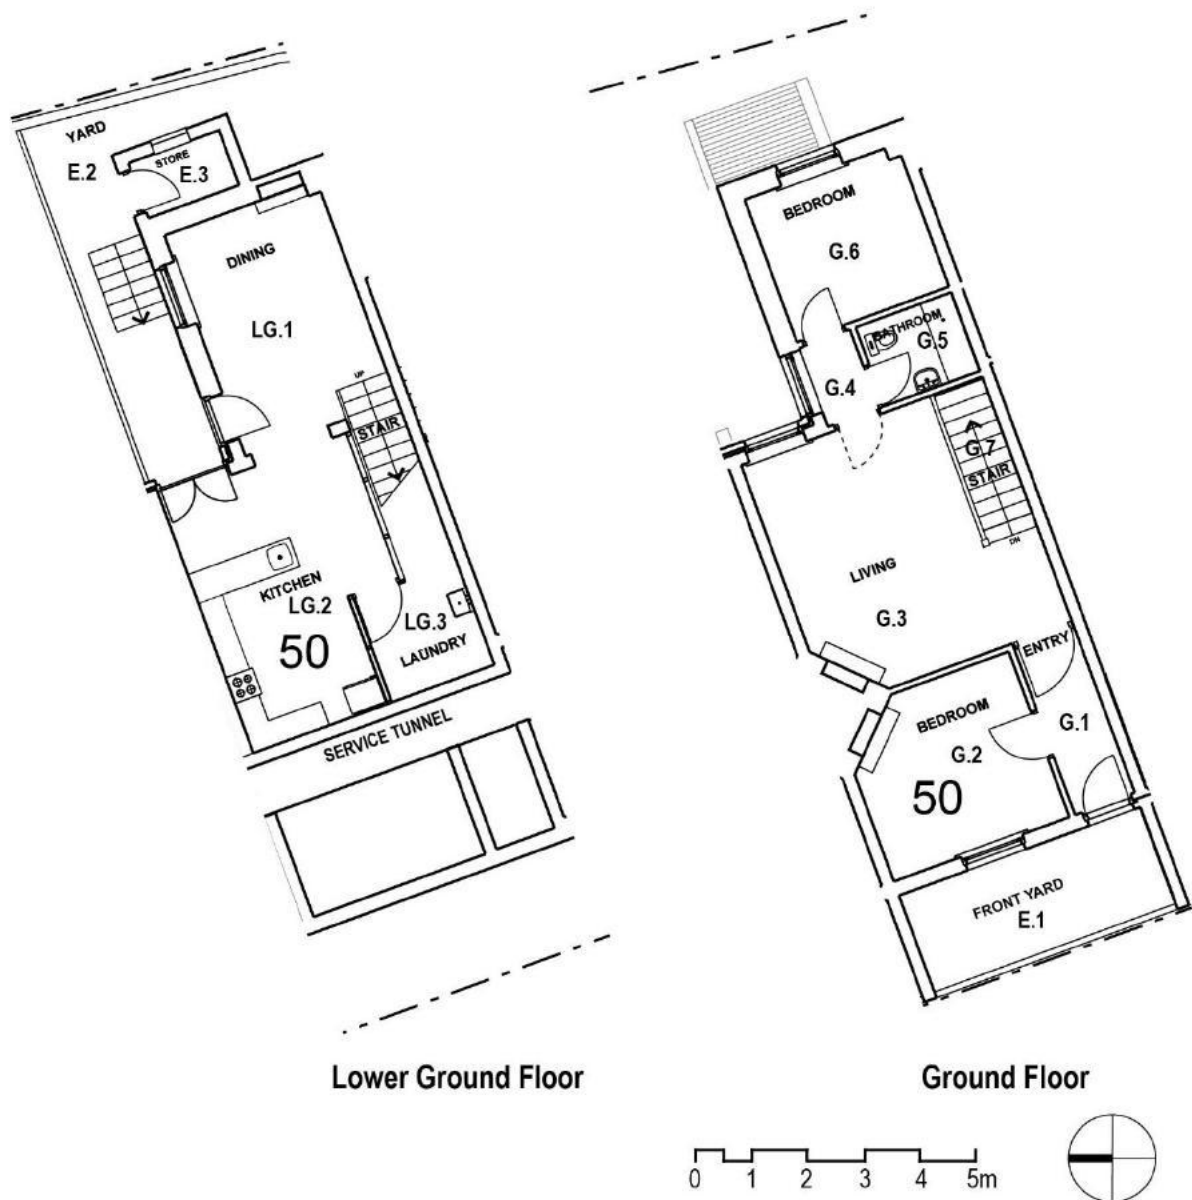 YARD
E.2
STORE
E.3
DINING
LG.1
UP
STAIR
KITCHEN
LG.2
50
LG.3
LAUNDRY
SERVICE TUNNEL
BEDROOM
G.6
BATHROOM
G.5
G.4
G.7
STAIR
DN
LIVING
G.3
ENTRY
BEDROOM
G.2
G.1
50
FRONT YARD
E.1
Lower Ground Floor
Ground Floor
0 1 2 3 4 5m